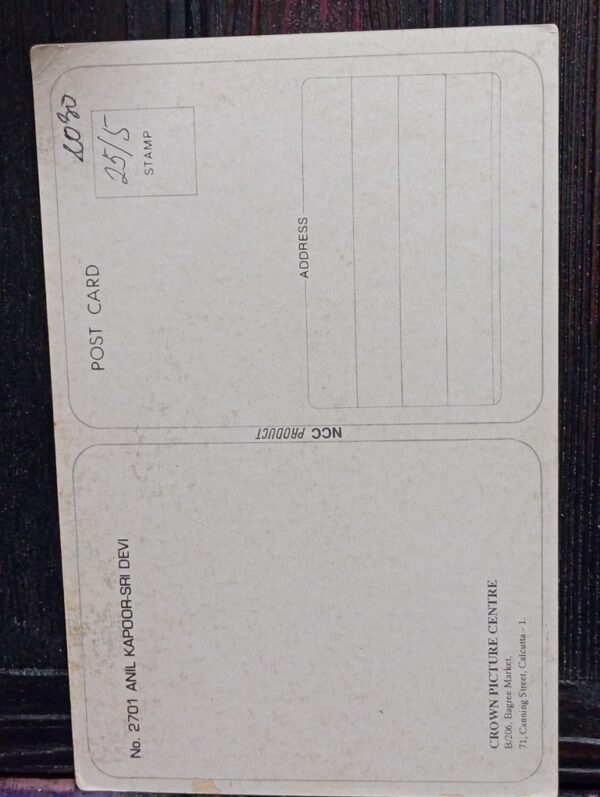 No. 2701 ANIL KAPOOR-SRI DEVI
CROWN PICTURE CENTRE
B/206, Bagree Market,
71, Canning Street, Calcutta - 1.
NCC PRODUCT
POST CARD
25/5
STAMP
ADDRESS